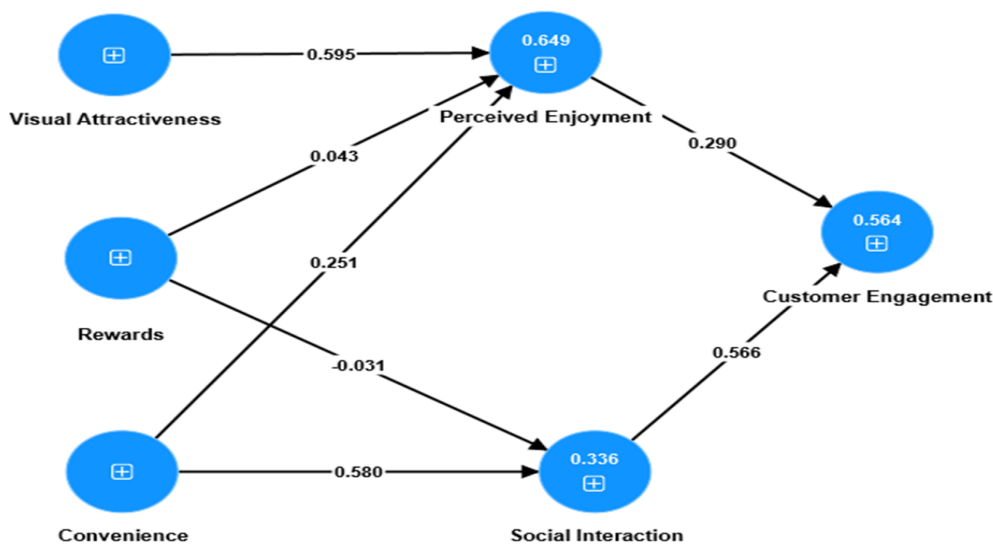 0.649
0.595
Visual Attractiveness
Perceived Enjoyment
0.290
0.043
0.564
0.251
Customer Engagement
Rewards
0.566
-0.031
0.336
0.580
Convenience
Social Interaction